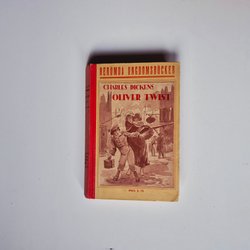 BERÖMDA UNGDOMSBÖCKER
CHARLES DICKENS
OLIVER TWIST